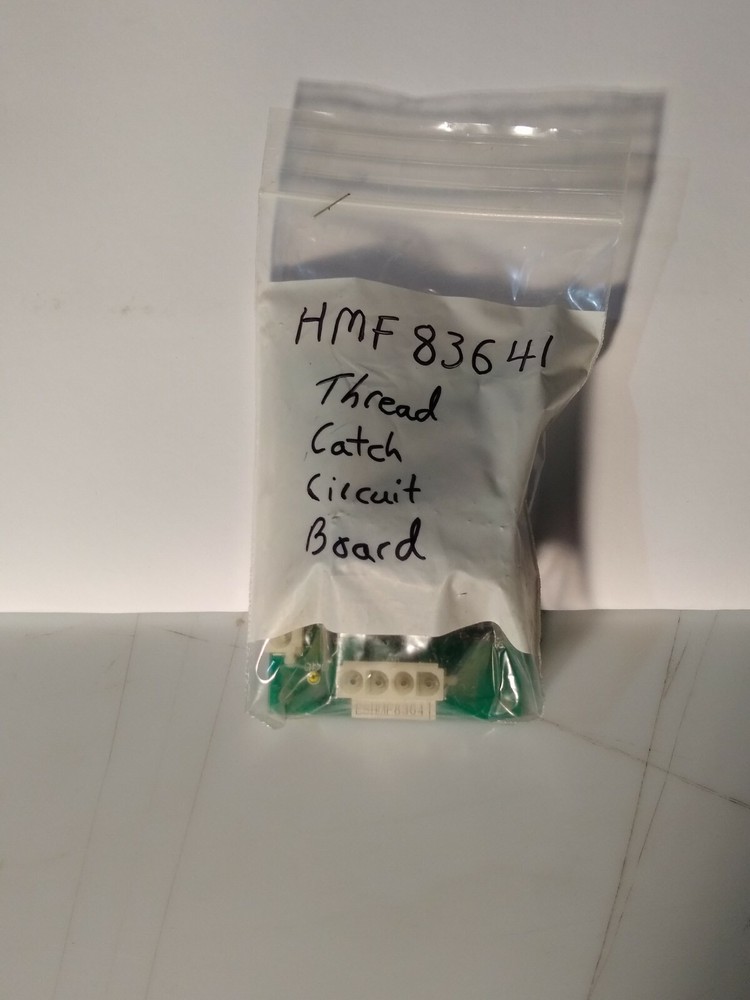 HMF 83641
Thread
Catch
Circuit
Board